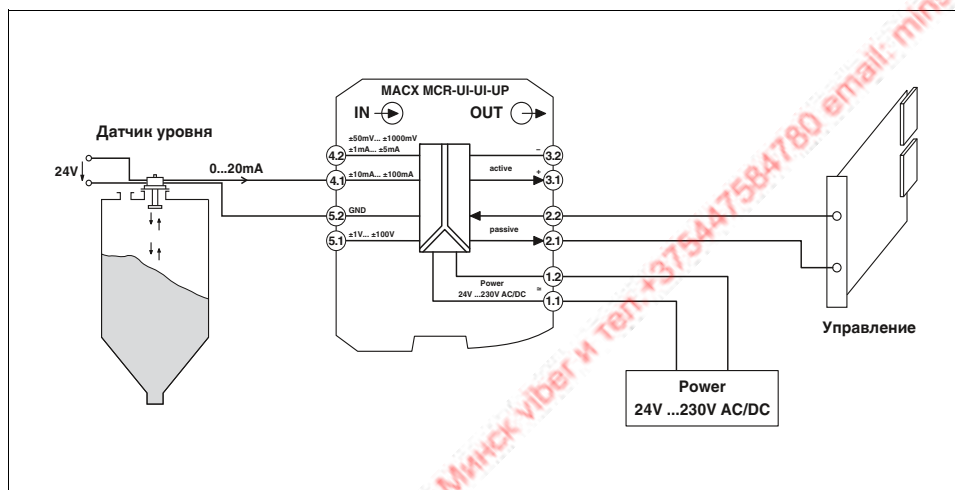 MACX MCR-UI-UI-UP
IN
OUT
Датчик уровня
24V
0...20mA
±50mV... ±1000mV
±1mA... ±5mA
4.2
±10mA... ±100mA
4.1
GND
5.2
±1V... ±100V
5.1
–
3.2
active
+
3.1
2.2
passive
2.1
1.2
Power
24V ...230V AC/DC
≅
1.1
Управление
Power
24V ...230V AC/DC
Минск viber и тел +375447584780 email: mins